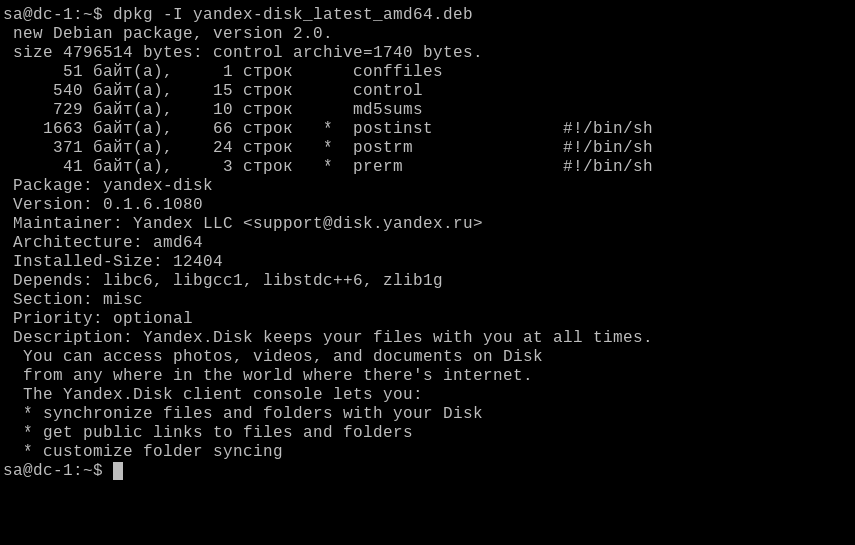 sa@dc-1:~$ dpkg -I yandex-disk_latest_amd64.deb
 new Debian package, version 2.0.
 size 4796514 bytes: control archive=1740 bytes.
      51 байт(а),     1 строк      conffiles
     540 байт(а),    15 строк      control
     729 байт(а),    10 строк      md5sums
    1663 байт(а),    66 строк   *  postinst             #!/bin/sh
     371 байт(а),    24 строк   *  postrm               #!/bin/sh
      41 байт(а),     3 строк   *  prerm                #!/bin/sh
 Package: yandex-disk
 Version: 0.1.6.1080
 Maintainer: Yandex LLC <support@disk.yandex.ru>
 Architecture: amd64
 Installed-Size: 12404
 Depends: libc6, libgcc1, libstdc++6, zlib1g
 Section: misc
 Priority: optional
 Description: Yandex.Disk keeps your files with you at all times.
  You can access photos, videos, and documents on Disk
  from any where in the world where there's internet.
  The Yandex.Disk client console lets you:
  * synchronize files and folders with your Disk
  * get public links to files and folders
  * customize folder syncing
sa@dc-1:~$